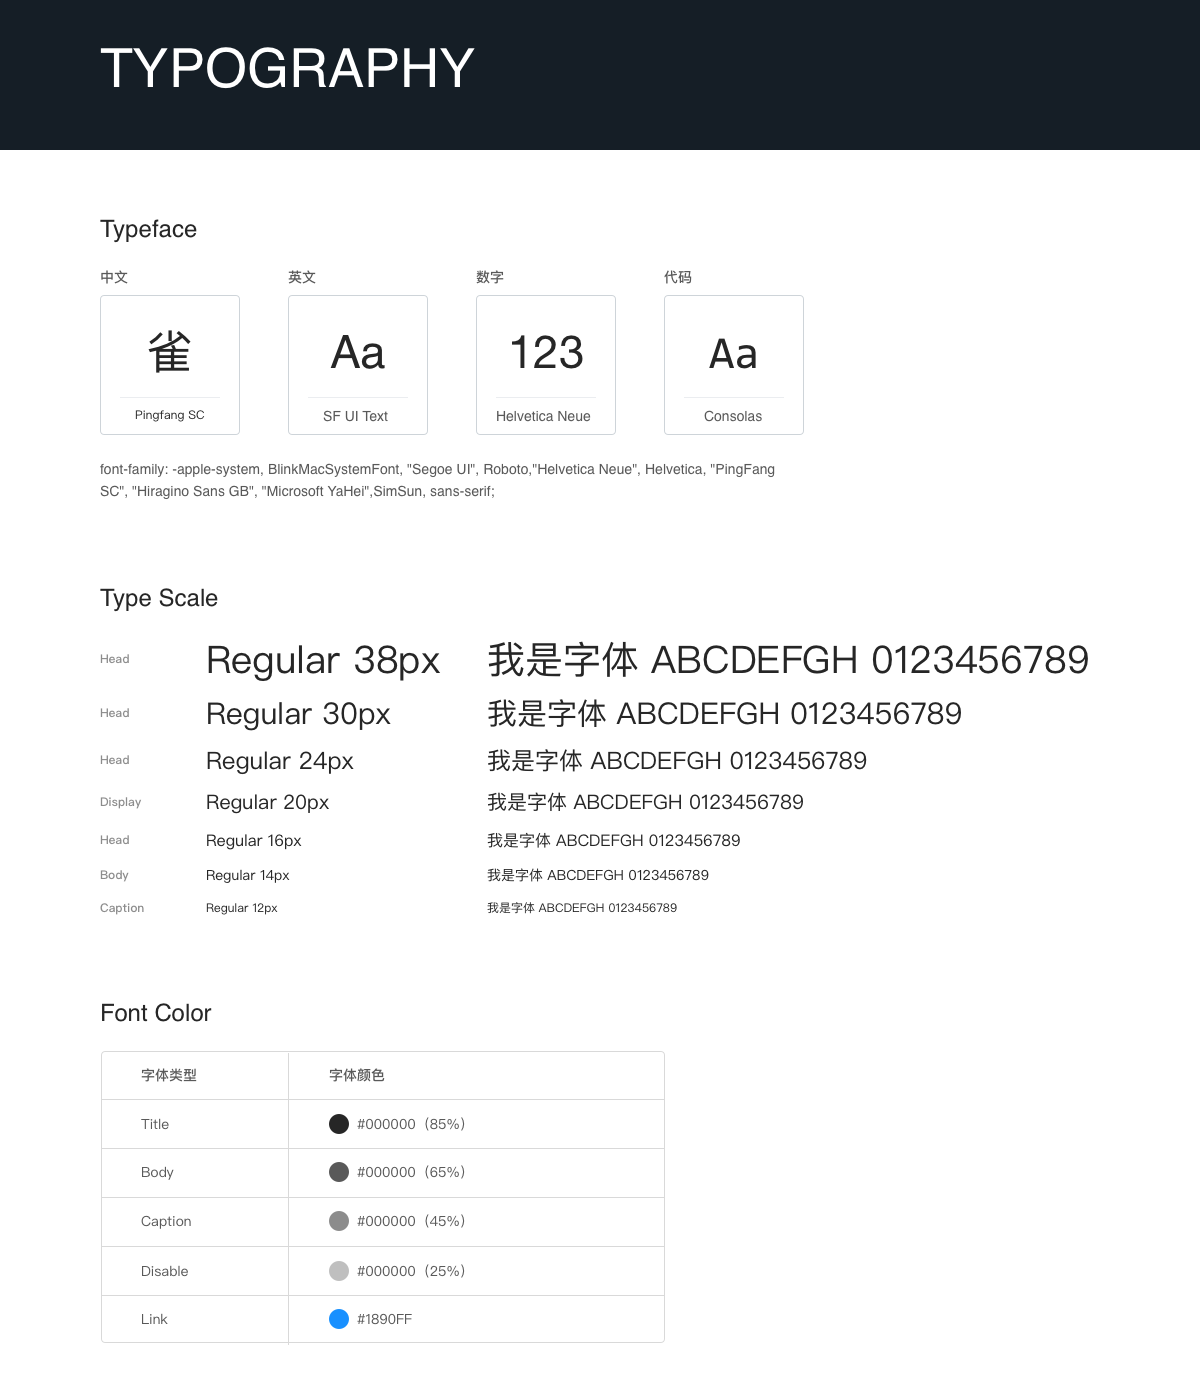 TYPOGRAPHY
Typeface
中文 英文 数字 代码
雀 Aa 123 Aa
Pingfang SC SF UI Text Helvetica Neue Consolas
font-family: -apple-system, BlinkMacSystemFont, "Segoe UI", Roboto,"Helvetica Neue", Helvetica, "PingFang
SC", "Hiragino Sans GB", "Microsoft YaHei",SimSun, sans-serif;
Type Scale
Head Regular 38px 我是字体 ABCDEFGH 0123456789
Head Regular 30px 我是字体 ABCDEFGH 0123456789
Head Regular 24px 我是字体 ABCDEFGH 0123456789
Display Regular 20px 我是字体 ABCDEFGH 0123456789
Head Regular 16px 我是字体 ABCDEFGH 0123456789
Body Regular 14px 我是字体 ABCDEFGH 0123456789
Caption Regular 12px 我是字体 ABCDEFGH 0123456789
Font Color
字体类型 字体颜色
Title #000000（85%）
Body #000000（65%）
Caption #000000（45%）
Disable #000000（25%）
Link #1890FF